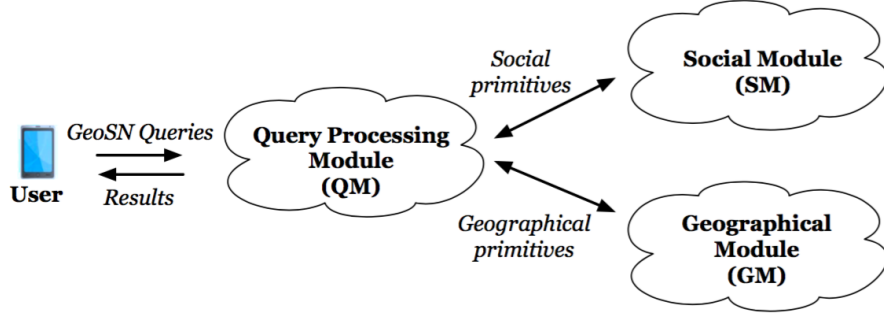 GeoSN Queries
User
Results
Query Processing
Module
(QM)
Social
primitives
Geographical
primitives
Social Module
(SM)
Geographical
Module
(GM)